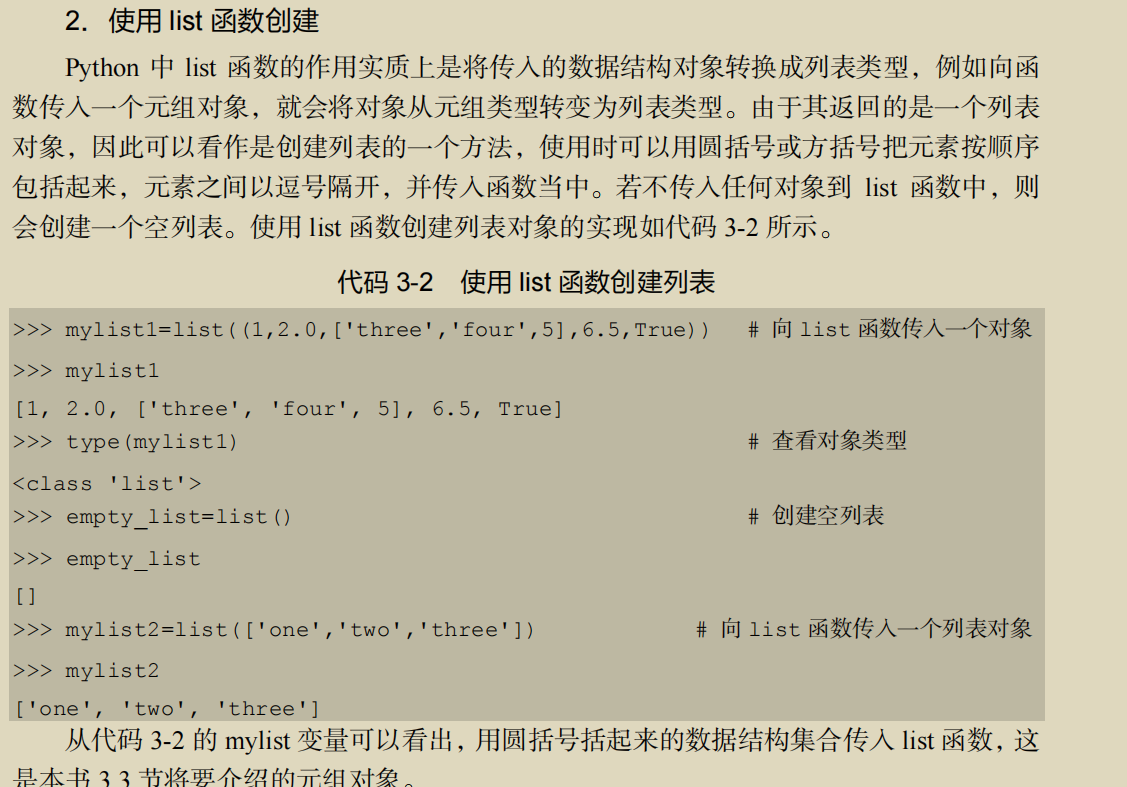 2. 使用 list 函数创建
Python 中 list 函数的作用实质上是将传入的数据结构对象转换成列表类型，例如向函
数传入一个元组对象，就会将对象从元组类型转变为列表类型。由于其返回的是一个列表
对象，因此可以看作是创建列表的一个方法，使用时可以用圆括号或方括号把元素按顺序
包括起来，元素之间以逗号隔开，并传入函数当中。若不传入任何对象到 list 函数中，则
会创建一个空列表。使用 list 函数创建列表对象的实现如代码 3-2 所示。
代码 3-2 使用 list 函数创建列表
>>> mylist1=list((1,2.0,['three','four',5],6.5,True)) # 向 list 函数传入一个对象
>>> mylist1
[1, 2.0, ['three', 'four', 5], 6.5, True]
>>> type(mylist1) # 查看对象类型
<class 'list'>
>>> empty_list=list() # 创建空列表
>>> empty_list
[]
>>> mylist2=list(['one','two','three']) # 向 list 函数传入一个列表对象
>>> mylist2
['one', 'two', 'three']
从代码 3-2 的 mylist 变量可以看出，用圆括号括起来的数据结构集合传入 list 函数，这
是本书 3.3 节将要介绍的元组对象。